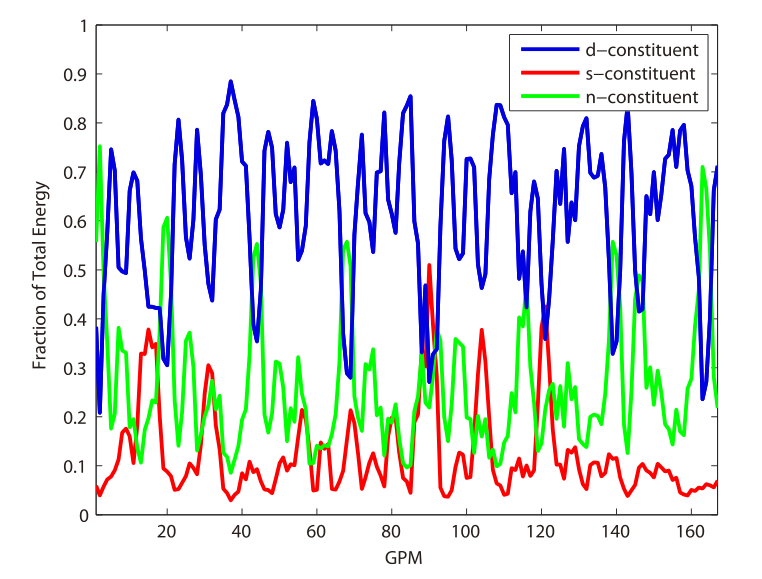 1
0.9
0.8
0.7
0.6
0.5
0.4
0.3
0.2
0.1
0
Fraction of Total Energy
d−constituent
s−constituent
n−constituent
20 40 60 80 100 120 140 160
GPM